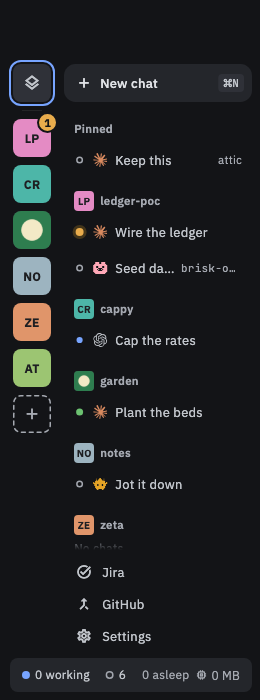 New chat ⌘N
1
LP
CR
NO
ZE
AT
Pinned
Keep this attic
LP ledger-poc
Wire the ledger
Seed da... brisk-o...
CR cappy
Cap the rates
garden
Plant the beds
NO notes
Jot it down
ZE zeta
No chats
Jira
GitHub
Settings
0 working 6 0 asleep 0 MB